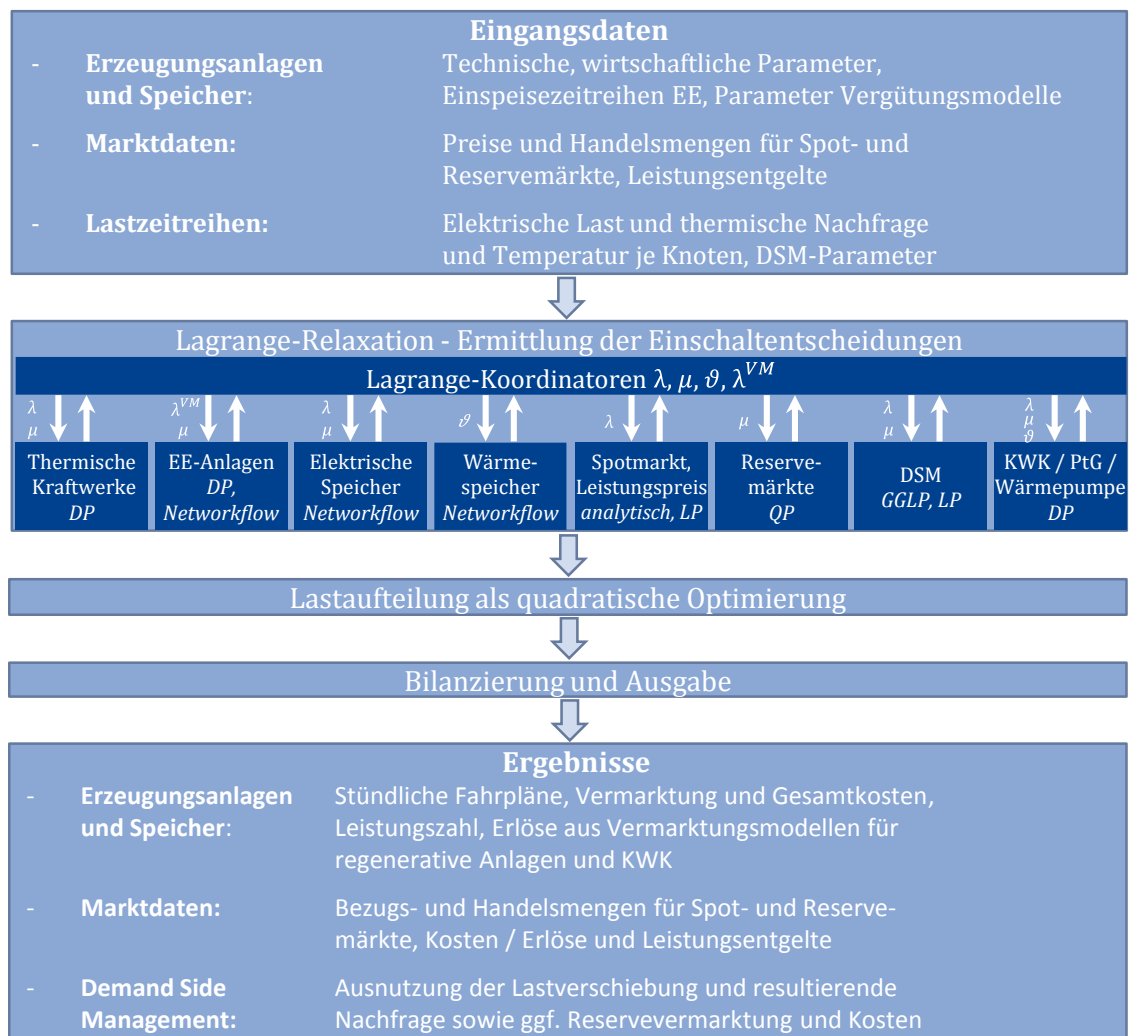 Eingangsdaten
- Erzeugungsanlagen Technische, wirtschaftliche Parameter,
und Speicher: Einspeisezeitreihen EE, Parameter Vergütungsmodelle
- Marktdaten: Preise und Handelsmengen für Spot- und
Reservemärkte, Leistungsentgelte
- Lastzeitreihen: Elektrische Last und thermische Nachfrage
und Temperatur je Knoten, DSM-Parameter
Lagrange-Relaxation - Ermittlung der Einschaltentscheidungen
Lagrange-Koordinatoren λ, μ, ϑ, λ^VM
λ
μ
λ^VM
μ
λ
μ
ϑ
λ
μ
λ
μ
λ
μ
ϑ
Thermische
Kraftwerke
DP
EE-Anlagen
DP,
Networkflow
Elektrische
Speicher
Networkflow
Wärme-
speicher
Networkflow
Spotmarkt,
Leistungspreis
analytisch, LP
Reserve-
märkte
QP
DSM
GGLP, LP
KWK / PtG /
Wärmepumpe
DP
Lastaufteilung als quadratische Optimierung
Bilanzierung und Ausgabe
Ergebnisse
- Erzeugungsanlagen Stündliche Fahrpläne, Vermarktung und Gesamtkosten,
und Speicher: Leistungszahl, Erlöse aus Vermarktungsmodellen für
regenerative Anlagen und KWK
- Marktdaten: Bezugs- und Handelsmengen für Spot- und Reserve-
märkte, Kosten / Erlöse und Leistungsentgelte
- Demand Side Ausnutzung der Lastverschiebung und resultierende
Management: Nachfrage sowie ggf. Reservevermarktung und Kosten